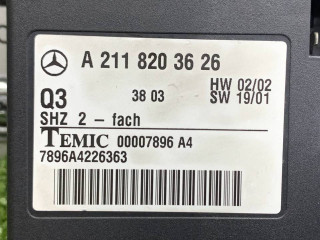 A 211 820 36 26
HW 02/02
Q3 38 03 SW 19/01
SHZ 2 - fach
TEMIC 00007896 A4
7896A4226363